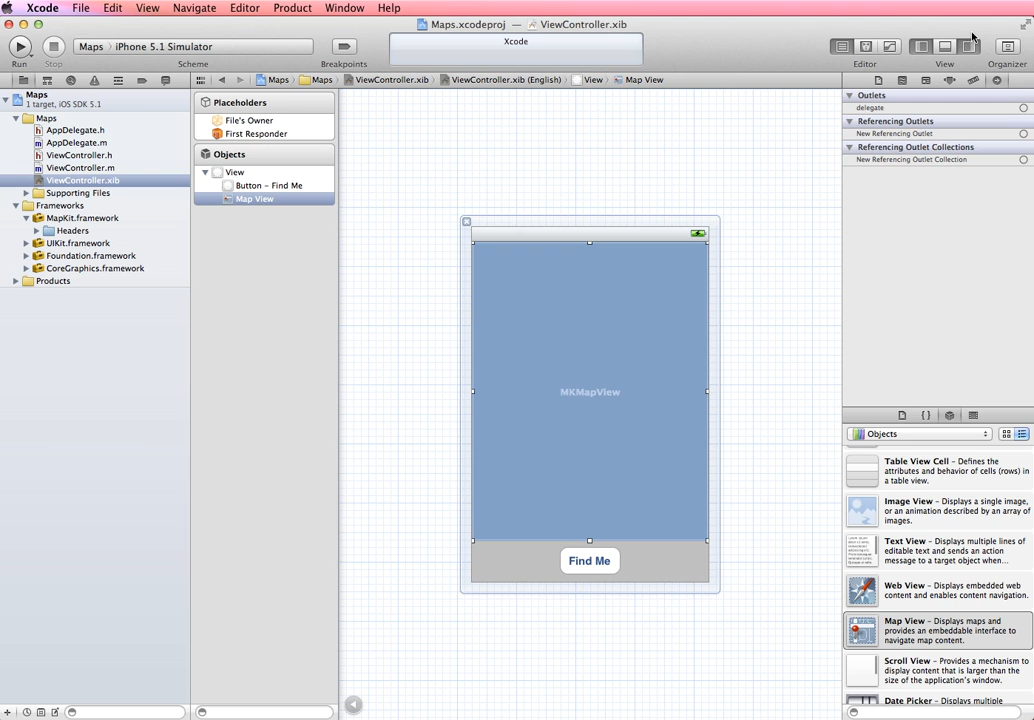 Xcode File Edit View Navigate Editor Product Window Help
Maps.xcodeproj — ViewController.xib
Maps › iPhone 5.1 Simulator
Xcode
Run Stop Scheme Breakpoints Editor View Organizer
Maps
1 target, iOS SDK 5.1
Maps
AppDelegate.h
AppDelegate.m
ViewController.h
ViewController.m
ViewController.xib
Supporting Files
Frameworks
MapKit.framework
Headers
UIKit.framework
Foundation.framework
CoreGraphics.framework
Products
Maps › Maps › ViewController.xib › ViewController.xib (English) › View › Map View
Placeholders
File's Owner
First Responder
Objects
View
Button - Find Me
Map View
MKMapView
Find Me
Outlets
delegate
Referencing Outlets
New Referencing Outlet
Referencing Outlet Collections
New Referencing Outlet Collection
Objects
Table View Cell - Defines the
attributes and behavior of cells (rows) in
a table view.
Image View - Displays a single image,
or an animation described by an array of
images.
Text View - Displays multiple lines of
editable text and sends an action
message to a target object when...
Web View - Displays embedded web
content and enables content navigation.
Map View - Displays maps and
provides an embeddable interface to
navigate map content.
Scroll View - Provides a mechanism to
display content that is larger than the
size of the application's window.
Date Picker - Displays multiple